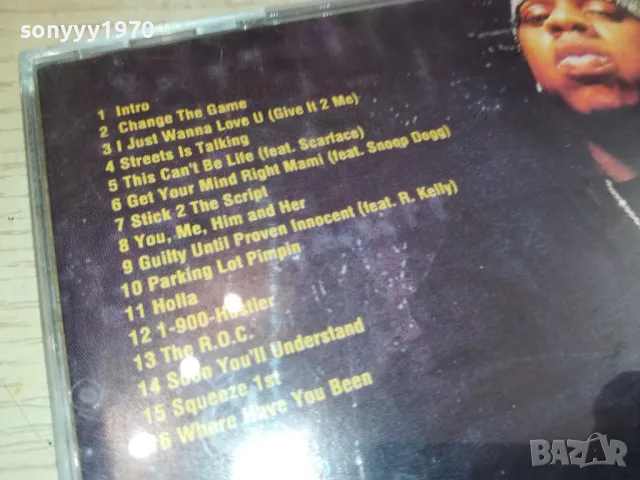 sonyyy1970
1 Intro
2 Change The Game
3 I Just Wanna Love U (Give It 2 Me)
4 Streets Is Talking
5 This Can't Be Life (feat. Scarface)
6 Get Your Mind Right Mami (feat. Snoop Dogg)
7 Stick 2 The Script
8 You, Me, Him and Her
9 Guilty Until Proven Innocent (feat. R. Kelly)
10 Parking Lot Pimpin
11 Holla
12 1-900-Hustler
13 The R.O.C.
14 Soon You'll Understand
15 Squeeze 1st
16 Where Have You Been
BAZAR